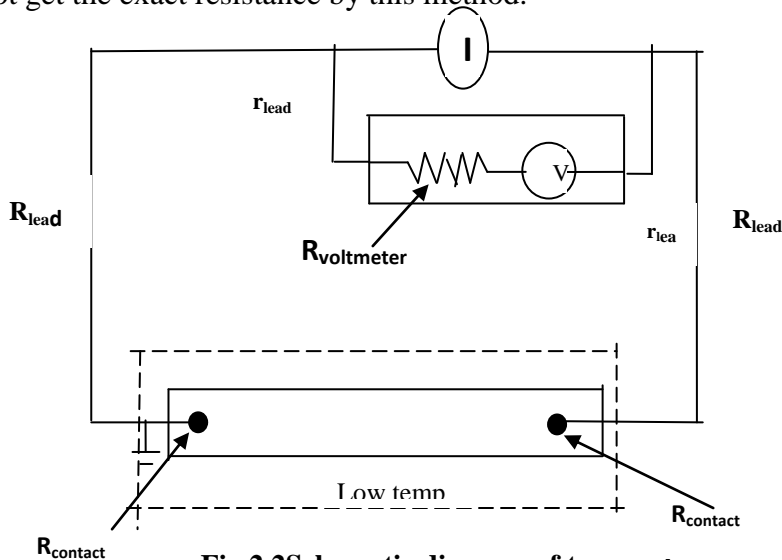 ot get the exact resistance by this method.
I
r_lead
V
R_lead
r_lea
R_lead
R_voltmeter
Low temp
R_contact
R_contact
Fig 2.2Schematic diagram of two